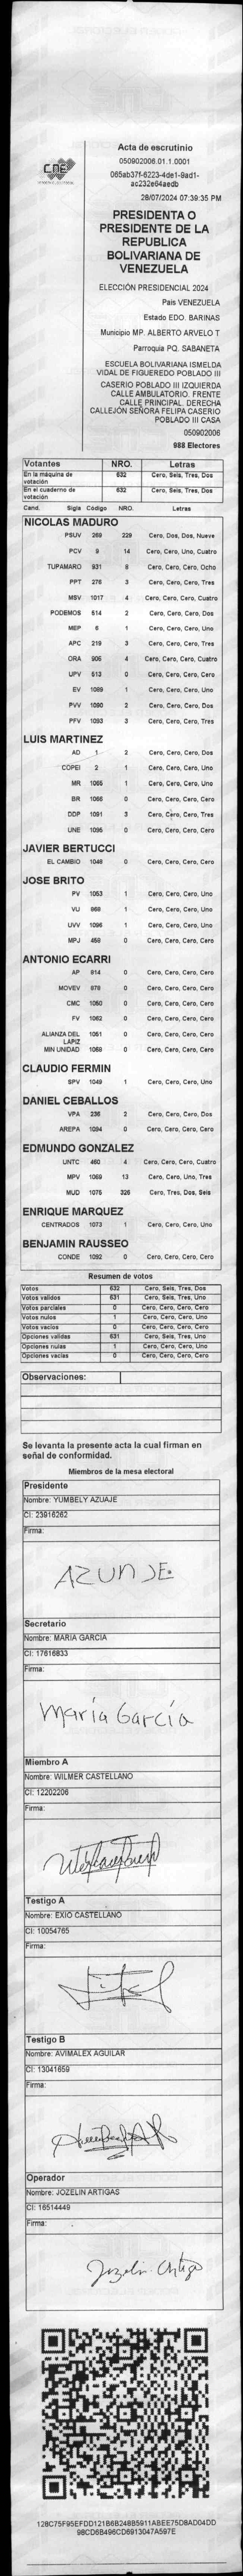 CNE
Acta de escrutinio
050902006.01.1.0001
065ab37f-6223-4de1-9ad1-
ac232e64aedb
28/07/2024 07:39:35 PM
PRESIDENTA O
PRESIDENTE DE LA
REPUBLICA
BOLIVARIANA DE
VENEZUELA
ELECCIÓN PRESIDENCIAL 2024
Pais VENEZUELA
Estado EDO. BARINAS
Municipio MP. ALBERTO ARVELO T
Parroquia PQ. SABANETA
ESCUELA BOLIVARIANA ISMELDA
VIDAL DE FIGUEREDO POBLADO III
CASERIO POBLADO III IZQUIERDA
CALLE AMBULATORIO. FRENTE
CALLE PRINCIPAL. DERECHA
CALLEJÓN SEÑORA FELIPA CASERIO
POBLADO III CASA
050902006
988 Electores
Votantes NRO. Letras
En la máquina de votación 632 Cero, Seis, Tres, Dos
En el cuaderno de votación 632 Cero, Seis, Tres, Dos
Cand. Sigla Código NRO. Letras
NICOLAS MADURO
PSUV 269 229 Cero, Dos, Dos, Nueve
PCV 9 14 Cero, Cero, Uno, Cuatro
TUPAMARO 931 8 Cero, Cero, Cero, Ocho
PPT 276 3 Cero, Cero, Cero, Tres
MSV 1017 4 Cero, Cero, Cero, Cuatro
PODEMOS 514 2 Cero, Cero, Cero, Dos
MEP 6 1 Cero, Cero, Cero, Uno
APC 219 3 Cero, Cero, Cero, Tres
ORA 906 4 Cero, Cero, Cero, Cuatro
UPV 513 0 Cero, Cero, Cero, Cero
EV 1089 1 Cero, Cero, Cero, Uno
PVV 1090 2 Cero, Cero, Cero, Dos
PFV 1093 3 Cero, Cero, Cero, Tres
LUIS MARTINEZ
AD 1 2 Cero, Cero, Cero, Dos
COPEI 2 1 Cero, Cero, Cero, Uno
MR 1065 1 Cero, Cero, Cero, Uno
BR 1066 0 Cero, Cero, Cero, Cero
DDP 1091 3 Cero, Cero, Cero, Tres
UNE 1095 0 Cero, Cero, Cero, Cero
JAVIER BERTUCCI
EL CAMBIO 1048 0 Cero, Cero, Cero, Cero
JOSE BRITO
PV 1053 1 Cero, Cero, Cero, Uno
VU 968 1 Cero, Cero, Cero, Uno
UVV 1096 1 Cero, Cero, Cero, Uno
MPJ 459 0 Cero, Cero, Cero, Cero
ANTONIO ECARRI
AP 914 0 Cero, Cero, Cero, Cero
MOVEV 978 0 Cero, Cero, Cero, Cero
CMC 1050 0 Cero, Cero, Cero, Cero
FV 1062 0 Cero, Cero, Cero, Cero
ALIANZA DEL LAPIZ 1051 0 Cero, Cero, Cero, Cero
MIN UNIDAD 1069 0 Cero, Cero, Cero, Cero
CLAUDIO FERMIN
SPV 1049 1 Cero, Cero, Cero, Uno
DANIEL CEBALLOS
VPA 236 2 Cero, Cero, Cero, Dos
AREPA 1094 0 Cero, Cero, Cero, Cero
EDMUNDO GONZALEZ
UNTC 460 4 Cero, Cero, Cero, Cuatro
MPV 1069 13 Cero, Cero, Uno, Tres
MUD 1075 326 Cero, Tres, Dos, Seis
ENRIQUE MARQUEZ
CENTRADOS 1073 1 Cero, Cero, Cero, Uno
BENJAMIN RAUSSEO
CONDE 1092 0 Cero, Cero, Cero, Cero
Resumen de votos
Votos 632 Cero, Seis, Tres, Dos
Votos validos 631 Cero, Seis, Tres, Uno
Votos parciales 0 Cero, Cero, Cero, Cero
Votos nulos 1 Cero, Cero, Cero, Uno
Votos vacios 0 Cero, Cero, Cero, Cero
Opciones validas 631 Cero, Seis, Tres, Uno
Opciones nulas 1 Cero, Cero, Cero, Uno
Opciones vacias 0 Cero, Cero, Cero, Cero
Observaciones:
Se levanta la presente acta la cual firman en
señal de conformidad.
Miembros de la mesa electoral
Presidente
Nombre: YUMBELY AZUAJE
CI: 23916262
Firma:
Secretario
Nombre: MARIA GARCIA
CI: 17616833
Firma:
María García
Miembro A
Nombre: WILMER CASTELLANO
CI: 12202206
Firma:
Testigo A
Nombre: EXIO CASTELLANO
CI: 10054765
Firma:
Testigo B
Nombre: AVIMALEX AGUILAR
CI: 13041659
Firma:
Operador
Nombre: JOZELIN ARTIGAS
CI: 16514449
Firma:
128C75F95EFDD121B6B248B5911ABEE75D8AD04DD
98CD6B496CD6913047A597E